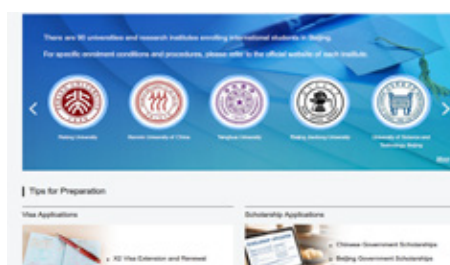 There are 90 universities and research institutes enrolling international students in Beijing.
For specific enrolment conditions and procedures, please refer to the official website of each institute.
Peking University
Renmin University of China
Tsinghua University
Beijing Jiaotong University
University of Science and
Technology Beijing
More
Tips for Preparation
Visa Applications
Scholarship Applications
X2 Visa Extension and Renewal
Chinese Government Scholarships
Beijing Government Scholarships